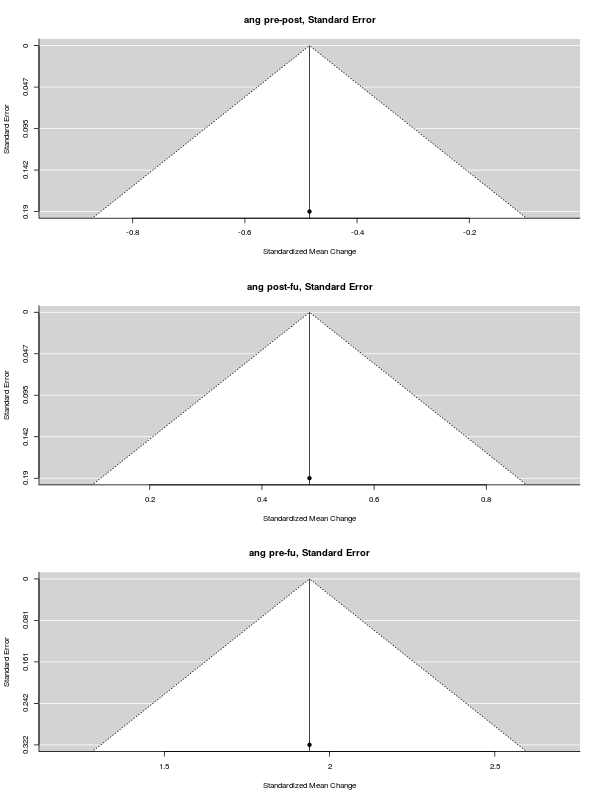 ang pre-post, Standard Error
Standard Error
0
0.047
0.095
0.142
0.19
-0.8 -0.6 -0.4 -0.2
Standardized Mean Change
ang post-fu, Standard Error
Standard Error
0
0.047
0.095
0.142
0.19
0.2 0.4 0.6 0.8
Standardized Mean Change
ang pre-fu, Standard Error
Standard Error
0
0.081
0.161
0.242
0.322
1.5 2 2.5
Standardized Mean Change